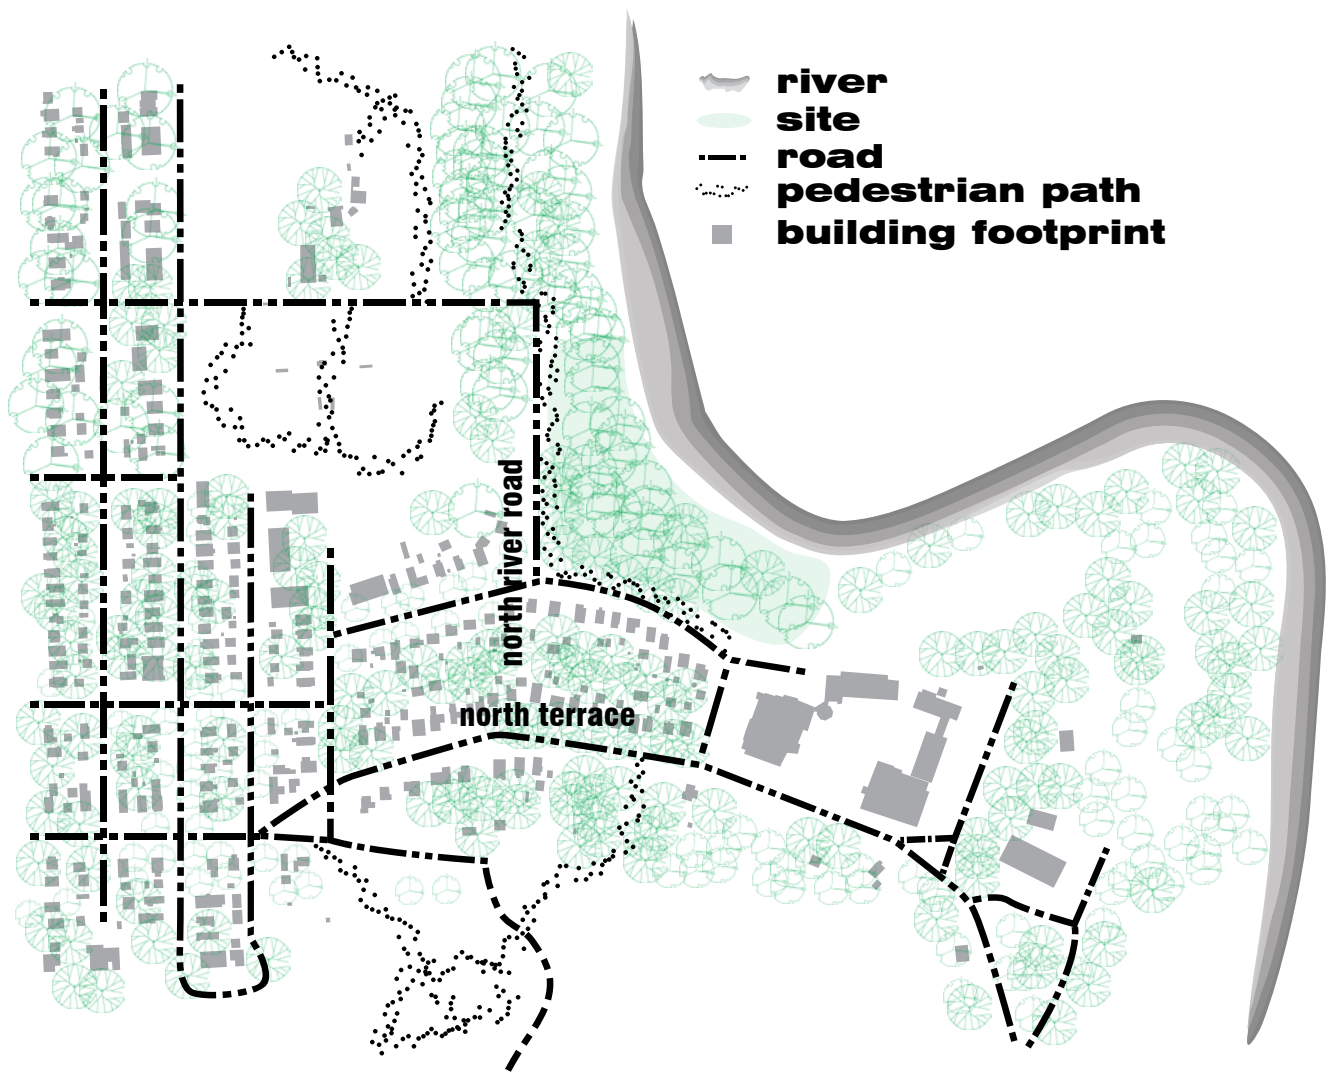 river
site
road
pedestrian path
building footprint
north river road
north terrace